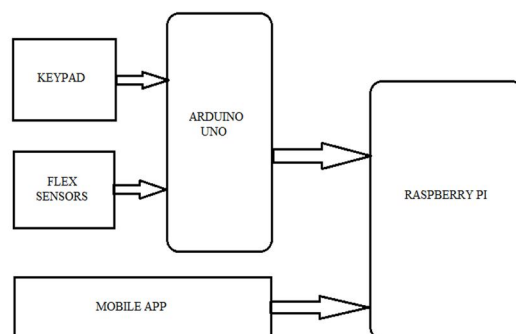 KEYPAD
ARDUINO
UNO
FLEX
SENSORS
RASPBERRY PI
MOBILE APP